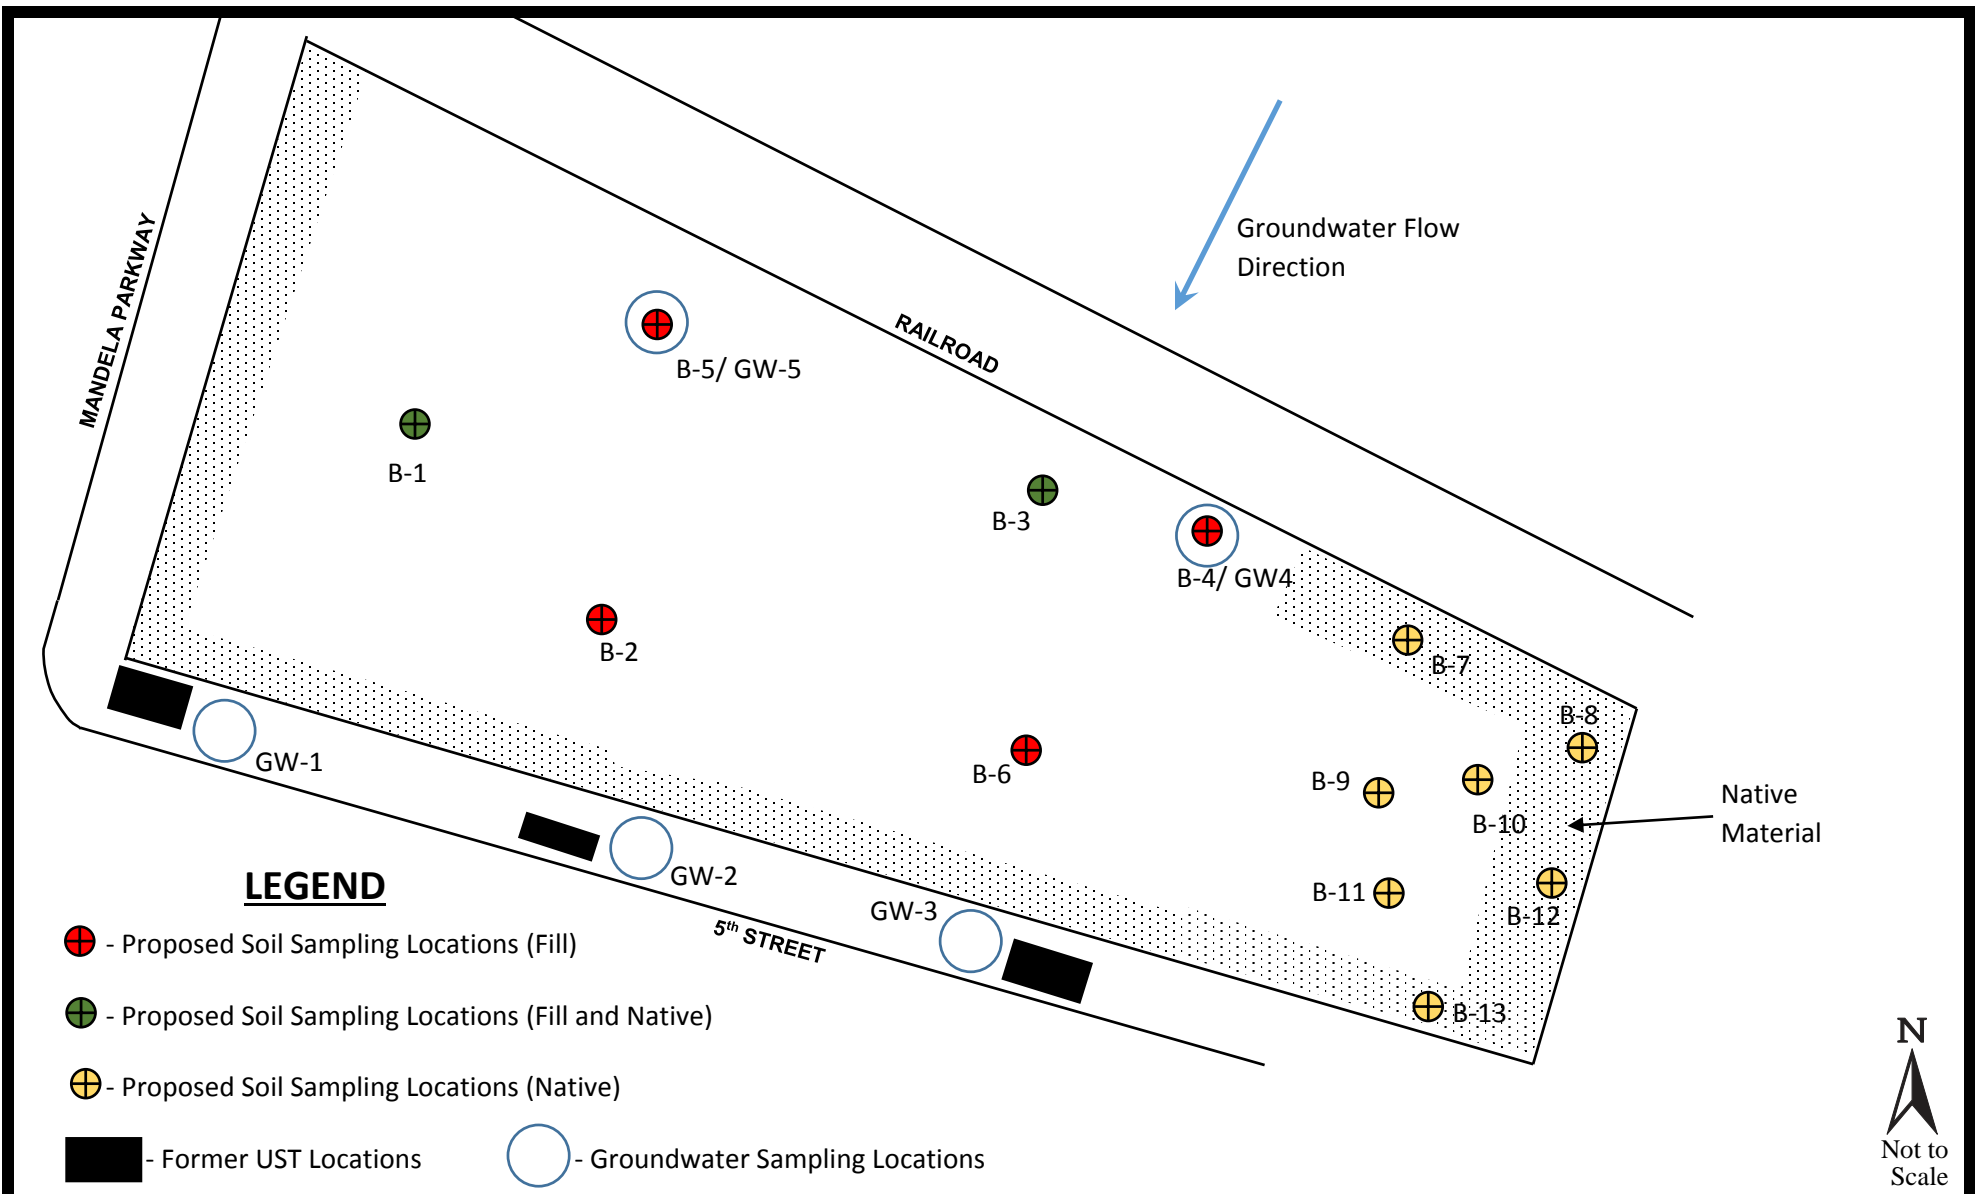 MANDELA PARKWAY
RAILROAD
Groundwater Flow
Direction
B-5/ GW-5
B-1
B-3
B-4/ GW4
B-2
B-7
B-8
B-6
B-9
B-10
Native
Material
B-11
B-12
B-13
GW-1
GW-2
GW-3
5th STREET
LEGEND
- Proposed Soil Sampling Locations (Fill)
- Proposed Soil Sampling Locations (Fill and Native)
- Proposed Soil Sampling Locations (Native)
- Former UST Locations
- Groundwater Sampling Locations
N
Not to
Scale